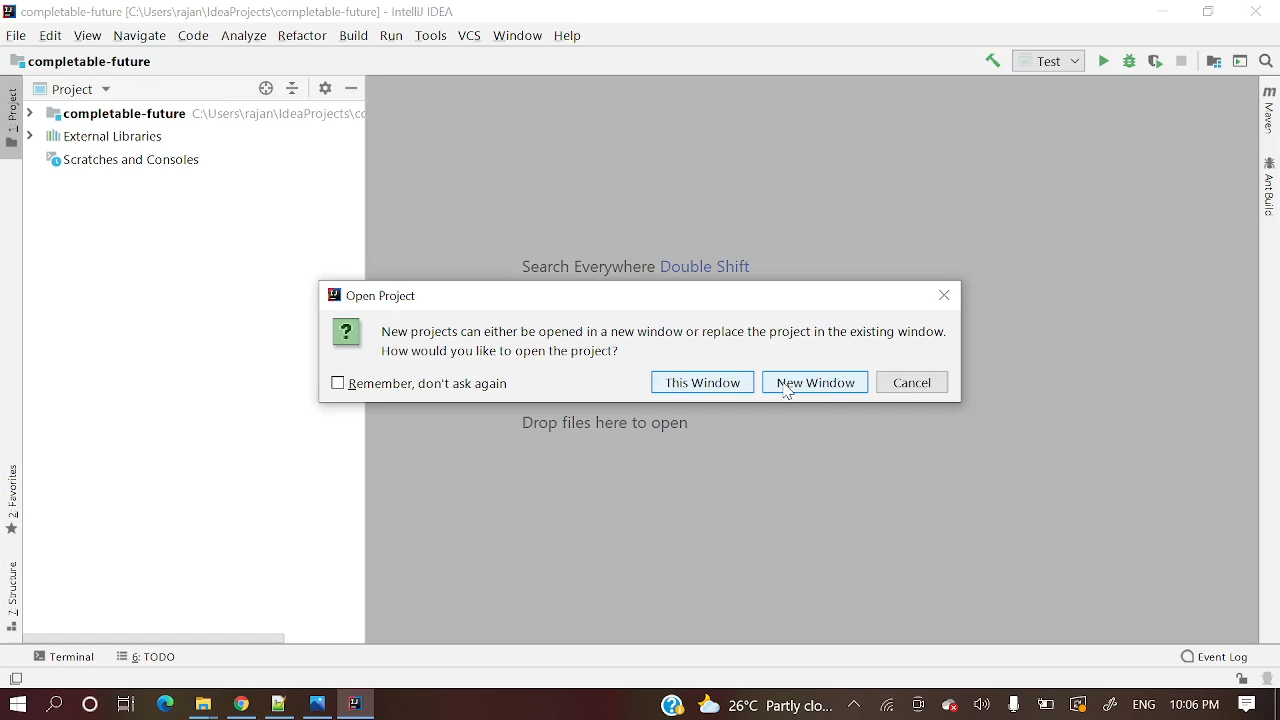 completable-future [C:\Users\rajan\IdeaProjects\completable-future] - IntelliJ IDEA
File Edit View Navigate Code Analyze Refactor Build Run Tools VCS Window Help
completable-future
Test
1: Project
Project
completable-future C:\Users\rajan\IdeaProjects\co
External Libraries
Scratches and Consoles
Maven
Ant Build
Search Everywhere Double Shift
Open Project
New projects can either be opened in a new window or replace the project in the existing window.
How would you like to open the project?
Remember, don't ask again
This Window
New Window
Cancel
Drop files here to open
2: Favorites
7: Structure
Terminal
6: TODO
Event Log
26°C Partly clo...
ENG
10:06 PM